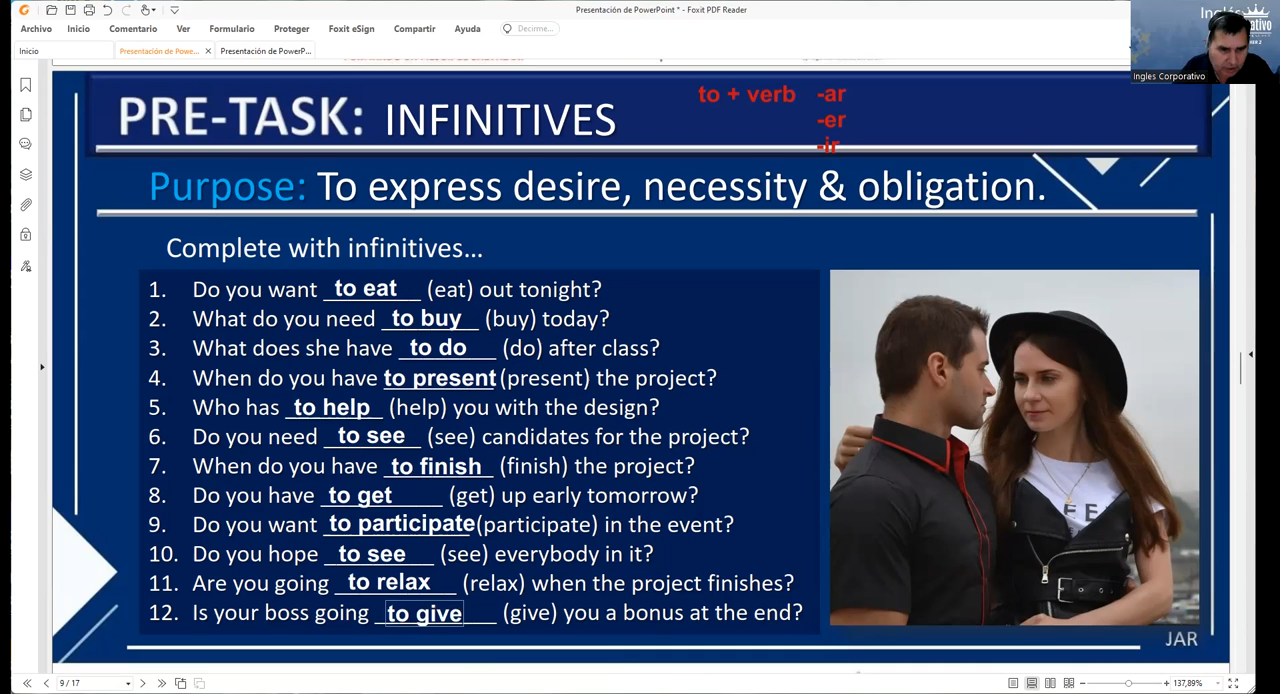 Presentación de PowerPoint * - Foxit PDF Reader
Archivo Inicio Comentario Ver Formulario Proteger Foxit eSign Compartir Ayuda Decirme...
Inicio Presentación de Powe... × Presentación de PowerP...
Inglés
Ingles Corporativo
PRE-TASK: INFINITIVES
to + verb -ar
-er
-ir
Purpose: To express desire, necessity & obligation.
Complete with infinitives...
1. Do you want to eat (eat) out tonight?
2. What do you need to buy (buy) today?
3. What does she have to do (do) after class?
4. When do you have to present (present) the project?
5. Who has to help (help) you with the design?
6. Do you need to see (see) candidates for the project?
7. When do you have to finish (finish) the project?
8. Do you have to get (get) up early tomorrow?
9. Do you want to participate (participate) in the event?
10. Do you hope to see (see) everybody in it?
11. Are you going to relax (relax) when the project finishes?
12. Is your boss going to give (give) you a bonus at the end?
JAR
9 / 17
137,89%